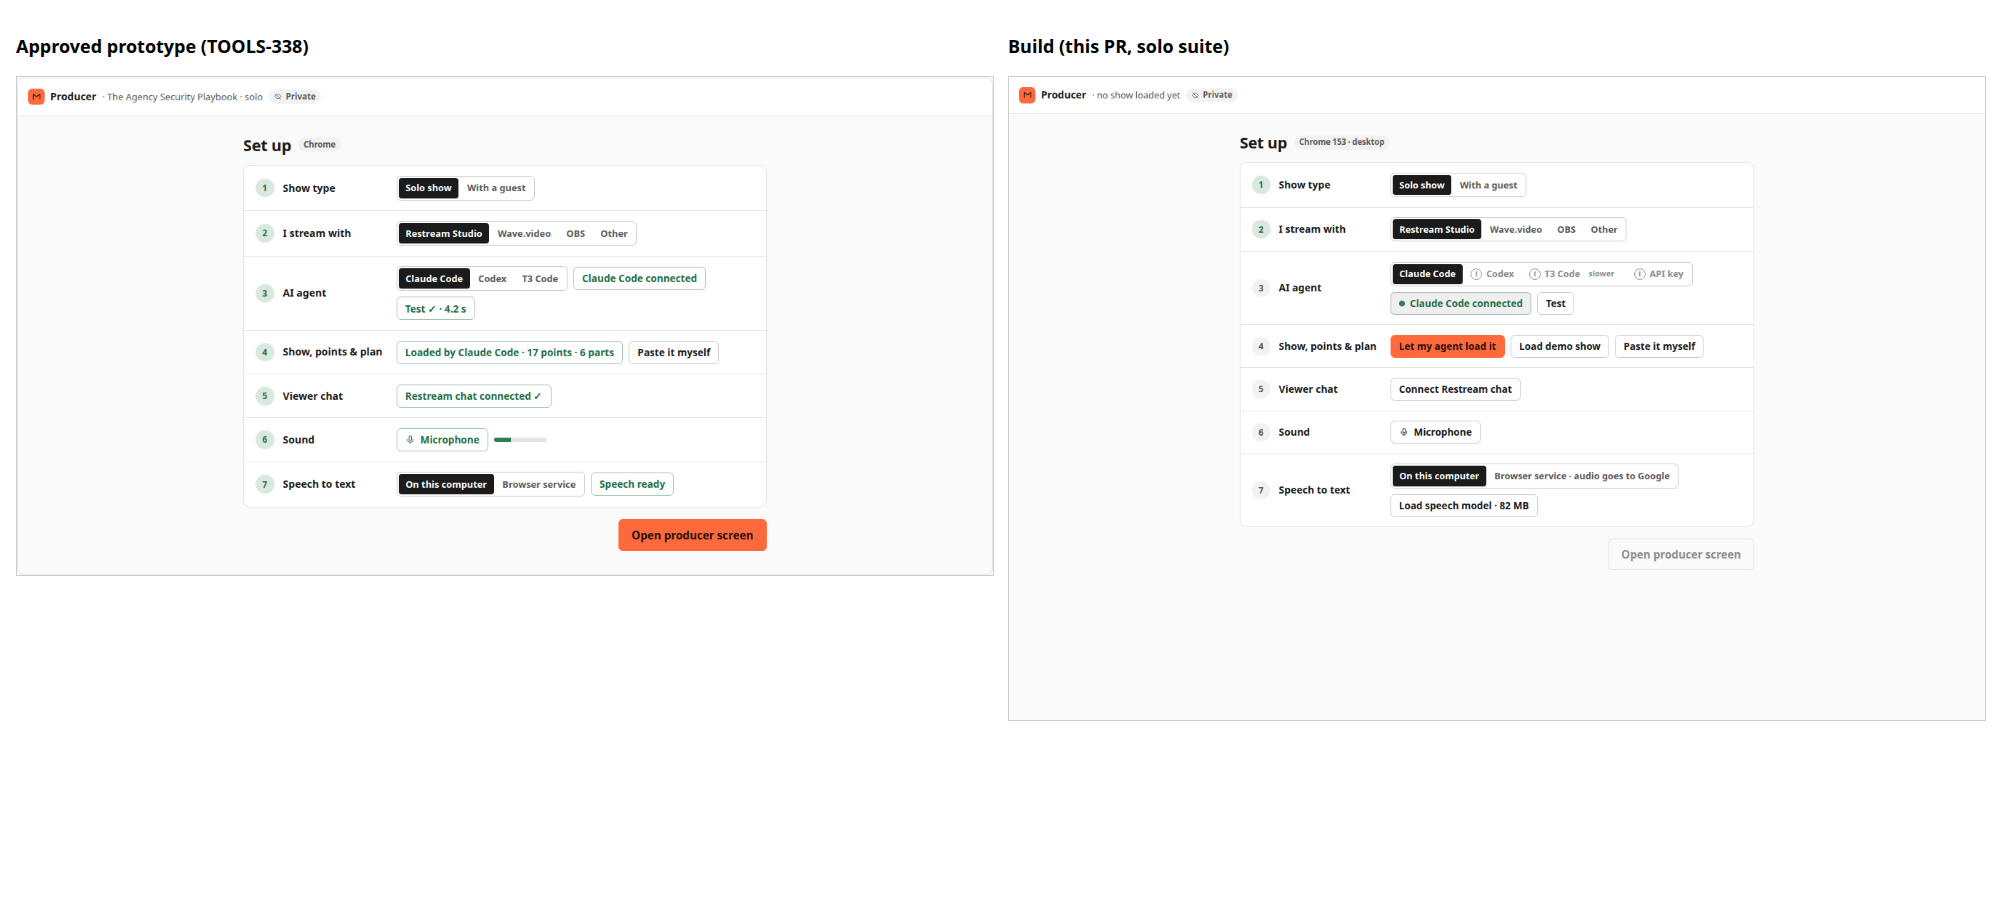 Approved prototype (TOOLS-338)
Producer · The Agency Security Playbook · solo Private
Set up Chrome
1 Show type Solo show With a guest
2 I stream with Restream Studio Wave.video OBS Other
3 AI agent Claude Code Codex T3 Code Claude Code connected
Test ✓ · 4.2 s
4 Show, points & plan Loaded by Claude Code · 17 points · 6 parts Paste it myself
5 Viewer chat Restream chat connected ✓
6 Sound Microphone
7 Speech to text On this computer Browser service Speech ready
Open producer screen
Build (this PR, solo suite)
Producer · no show loaded yet Private
Set up Chrome 153 · desktop
1 Show type Solo show With a guest
2 I stream with Restream Studio Wave.video OBS Other
3 AI agent Claude Code Codex T3 Code slower API key
Claude Code connected Test
4 Show, points & plan Let my agent load it Load demo show Paste it myself
5 Viewer chat Connect Restream chat
6 Sound Microphone
7 Speech to text On this computer Browser service · audio goes to Google
Load speech model · 82 MB
Open producer screen